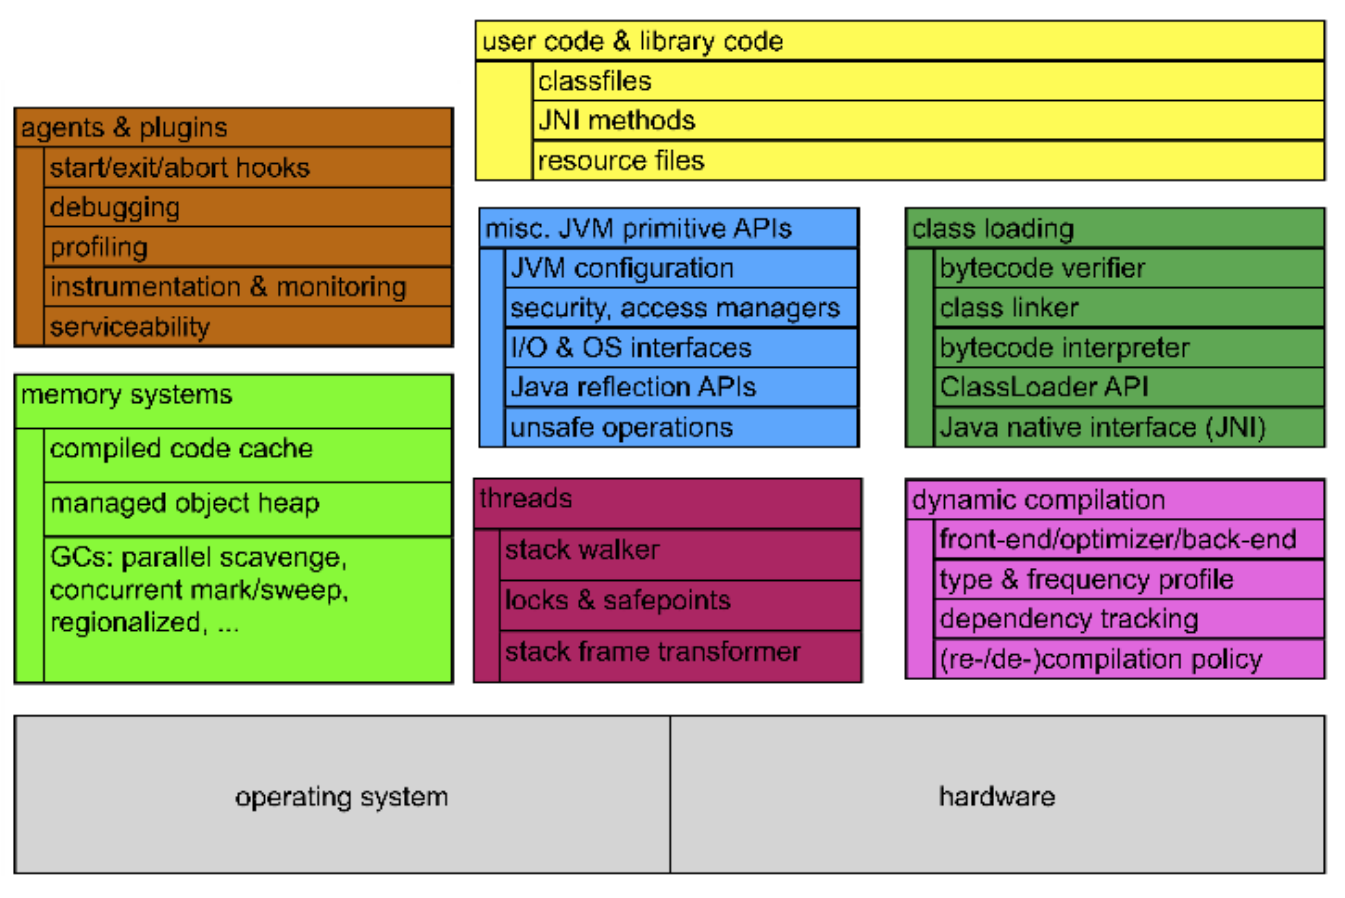 user code & library code
classfiles
JNI methods
resource files
agents & plugins
start/exit/abort hooks
debugging
profiling
instrumentation & monitoring
serviceability
misc. JVM primitive APIs
JVM configuration
security, access managers
I/O & OS interfaces
Java reflection APIs
unsafe operations
class loading
bytecode verifier
class linker
bytecode interpreter
ClassLoader API
Java native interface (JNI)
memory systems
compiled code cache
managed object heap
GCs: parallel scavenge,
concurrent mark/sweep,
regionalized, ...
threads
stack walker
locks & safepoints
stack frame transformer
dynamic compilation
front-end/optimizer/back-end
type & frequency profile
dependency tracking
(re-/de-)compilation policy
operating system
hardware